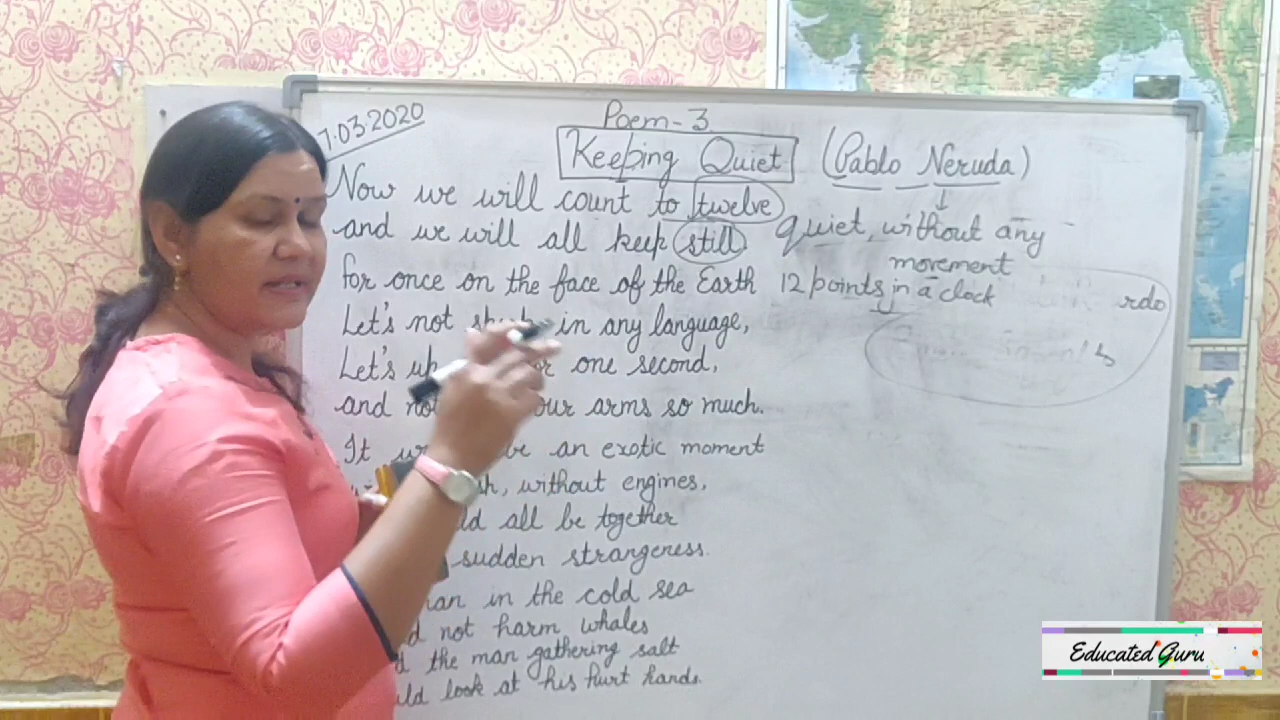 7.03.2020
Poem-3
Keeping Quiet (Pablo Neruda)
Now we will count to twelve
and we will all keep still
for once on the face of the Earth
Let's not in any language,
Let's one second,
and not our arms so much.
It be an exotic moment
without engines,
all be together
sudden strangeness.
in the cold sea
not harm whales
the man gathering salt
look at his hurt hands.
quiet, without any
movement
12 points in a clock
rdo
Educated Guru